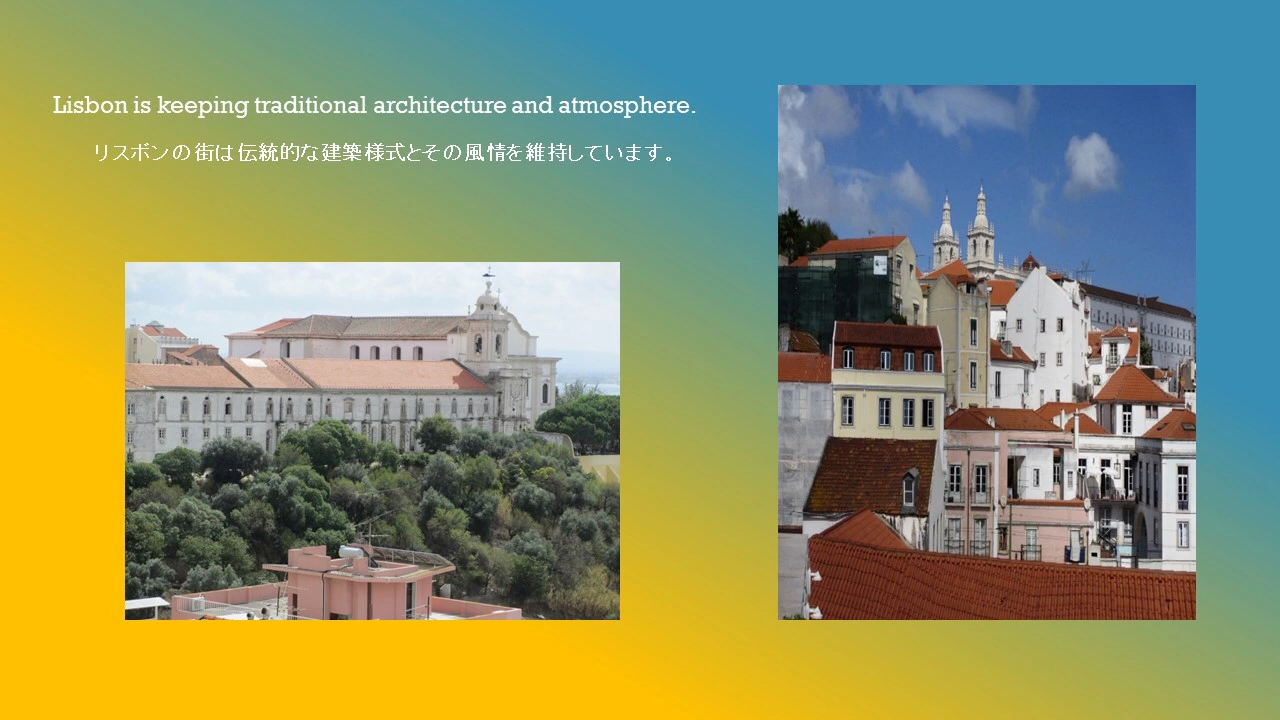 Lisbon is keeping traditional architecture and atmosphere.
リスボンの街は伝統的な建築様式とその風情を維持しています。